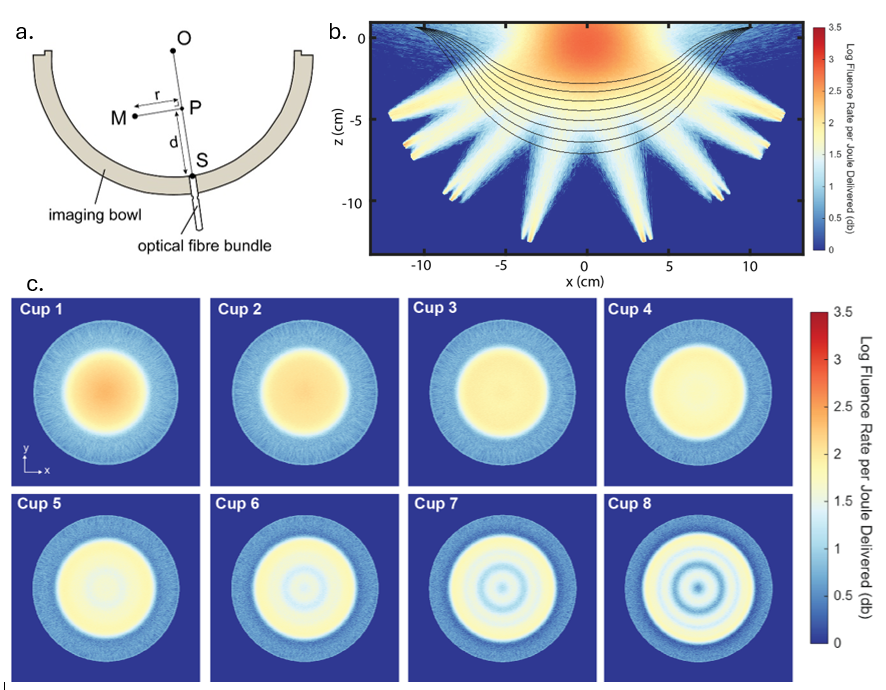 a.
O
r
P
M
d
S
imaging bowl
optical fibre bundle
b.
0
-5
-10
z (cm)
-10
-5
0
5
10
x (cm)
3.5
3
2.5
2
1.5
1
0.5
0
Log Fluence Rate per Joule Delivered (db)
c.
Cup 1
Cup 2
Cup 3
Cup 4
y
x
Cup 5
Cup 6
Cup 7
Cup 8
3.5
3
2.5
2
1.5
1
0.5
0
Log Fluence Rate per Joule Delivered (db)